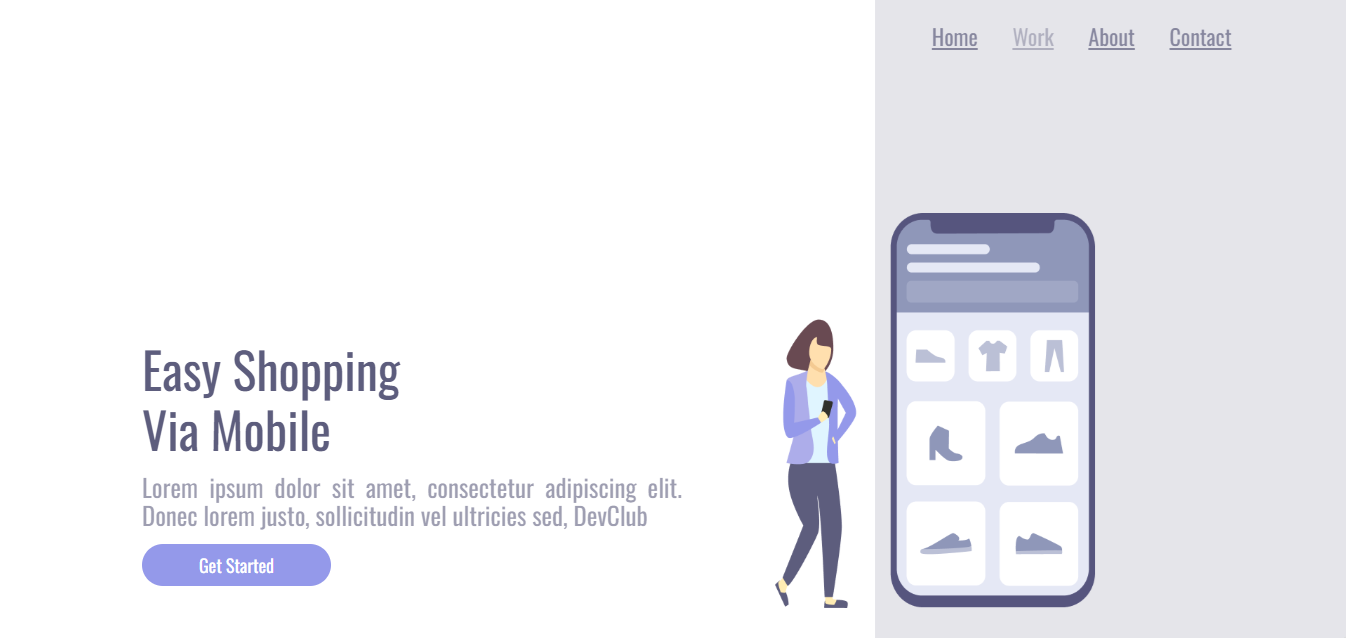 Home Work About Contact
Easy Shopping
Via Mobile
Lorem ipsum dolor sit amet, consectetur adipiscing elit.
Donec lorem justo, sollicitudin vel ultricies sed, DevClub
Get Started